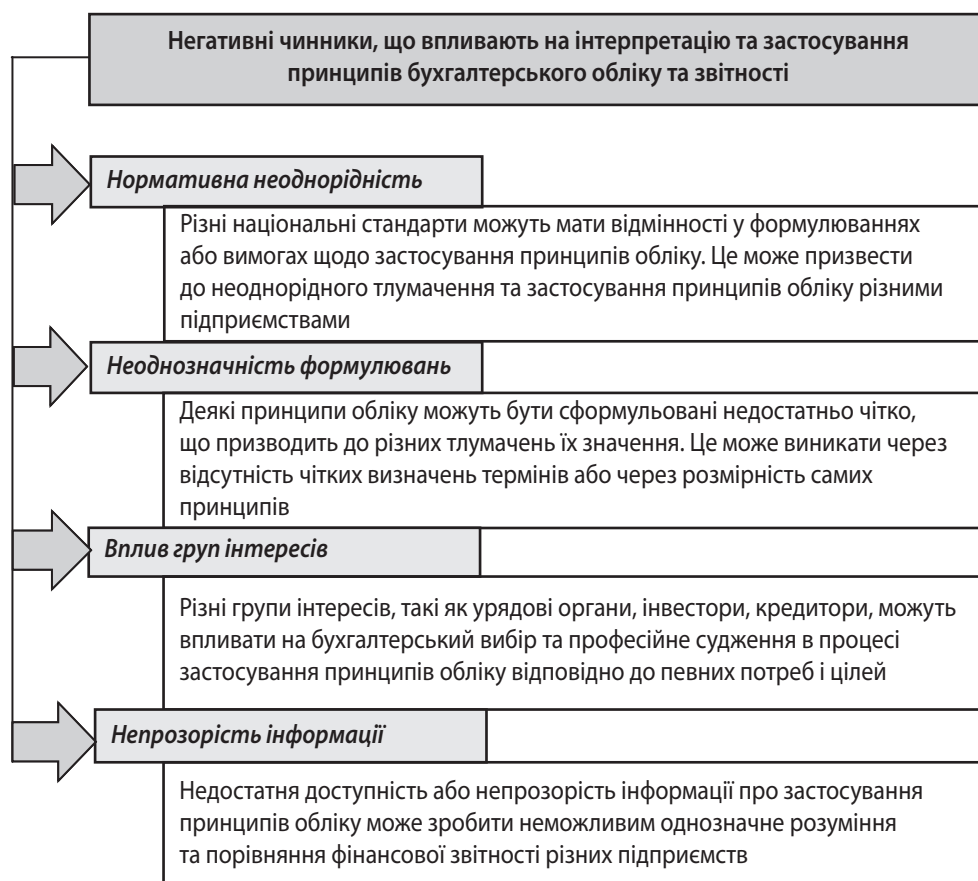 Негативні чинники, що впливають на інтерпретацію та застосування
принципів бухгалтерського обліку та звітності
Нормативна неоднорідність
Різні національні стандарти можуть мати відмінності у формулюваннях
або вимогах щодо застосування принципів обліку. Це може призвести
до неоднорідного тлумачення та застосування принципів обліку різними
підприємствами
Неоднозначність формулювань
Деякі принципи обліку можуть бути сформульовані недостатньо чітко,
що призводить до різних тлумачень їх значення. Це може виникати через
відсутність чітких визначень термінів або через розмірність самих
принципів
Вплив груп інтересів
Різні групи інтересів, такі як урядові органи, інвестори, кредитори, можуть
впливати на бухгалтерський вибір та професійне судження в процесі
застосування принципів обліку відповідно до певних потреб і цілей
Непрозорість інформації
Недостатня доступність або непрозорість інформації про застосування
принципів обліку може зробити неможливим однозначне розуміння
та порівняння фінансової звітності різних підприємств